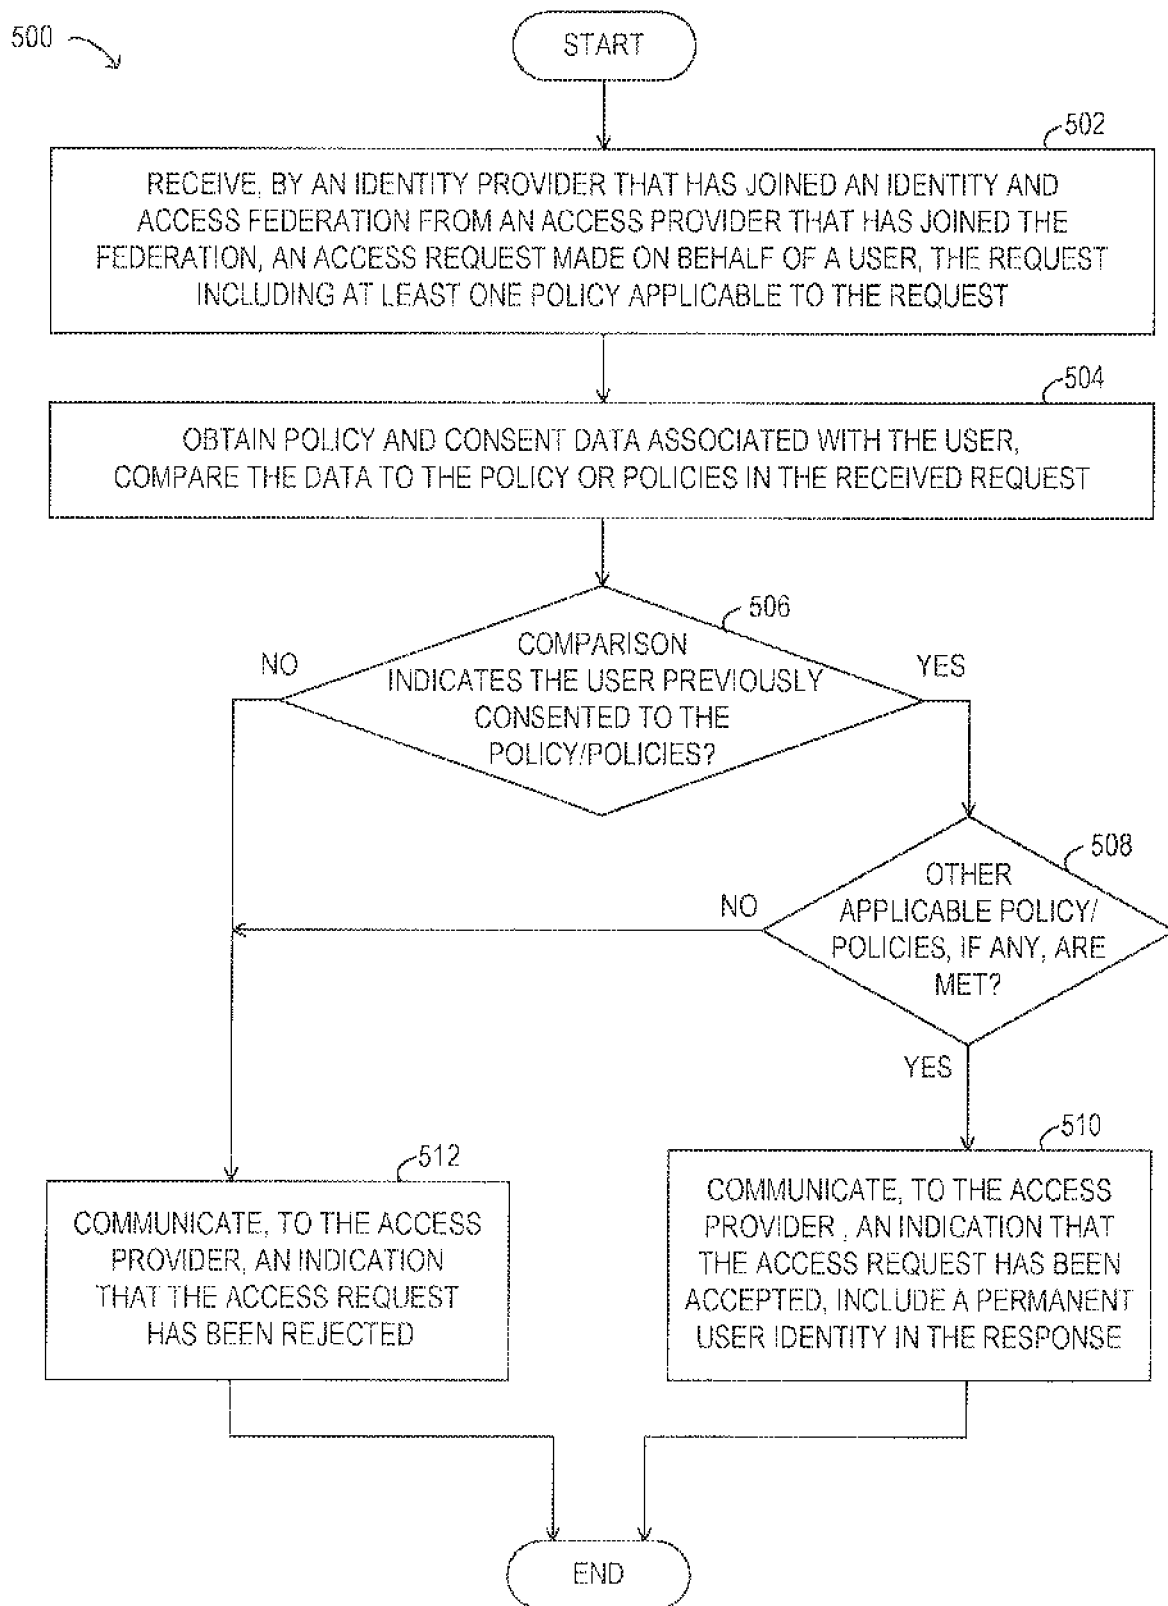 500
START
502
RECEIVE, BY AN IDENTITY PROVIDER THAT HAS JOINED AN IDENTITY AND
ACCESS FEDERATION FROM AN ACCESS PROVIDER THAT HAS JOINED THE
FEDERATION, AN ACCESS REQUEST MADE ON BEHALF OF A USER, THE REQUEST
INCLUDING AT LEAST ONE POLICY APPLICABLE TO THE REQUEST
504
OBTAIN POLICY AND CONSENT DATA ASSOCIATED WITH THE USER,
COMPARE THE DATA TO THE POLICY OR POLICIES IN THE RECEIVED REQUEST
506
NO
COMPARISON
INDICATES THE USER PREVIOUSLY
CONSENTED TO THE
POLICY/POLICIES?
YES
508
NO
OTHER
APPLICABLE POLICY/
POLICIES, IF ANY, ARE
MET?
YES
512
COMMUNICATE, TO THE ACCESS
PROVIDER, AN INDICATION
THAT THE ACCESS REQUEST
HAS BEEN REJECTED
510
COMMUNICATE, TO THE ACCESS
PROVIDER , AN INDICATION THAT
THE ACCESS REQUEST HAS BEEN
ACCEPTED, INCLUDE A PERMANENT
USER IDENTITY IN THE RESPONSE
END